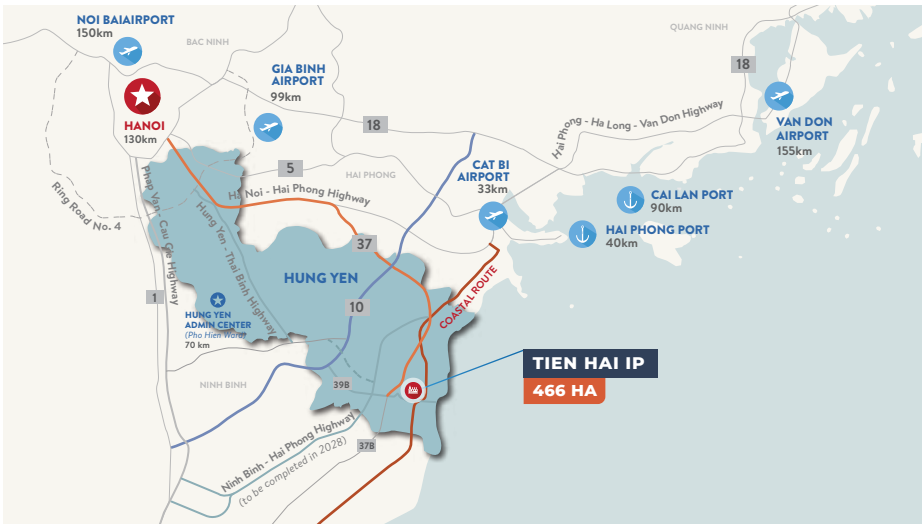 NOI BAIAIRPORT
150km
BAC NINH
QUANG NINH
18
GIA BINH
AIRPORT
99km
HANOI
130km
18
Hai Phong - Ha Long - Van Don Highway
VAN DON
AIRPORT
155km
5
HAI PHONG
CAT BI
AIRPORT
33km
Ring Road No. 4
Phap Van - Cau Gie Highway
Ha Noi - Hai Phong Highway
Hung Yen - Thai Binh Highway
CAI LAN PORT
90km
HAI PHONG PORT
40km
37
HUNG YEN
COASTAL ROUTE
1
10
HUNG YEN
ADMIN CENTER
(Pho Hien Ward)
70 km
TIEN HAI IP
466 HA
NINH BINH
39B
37B
Ninh Binh - Hai Phong Highway
(to be completed in 2028)